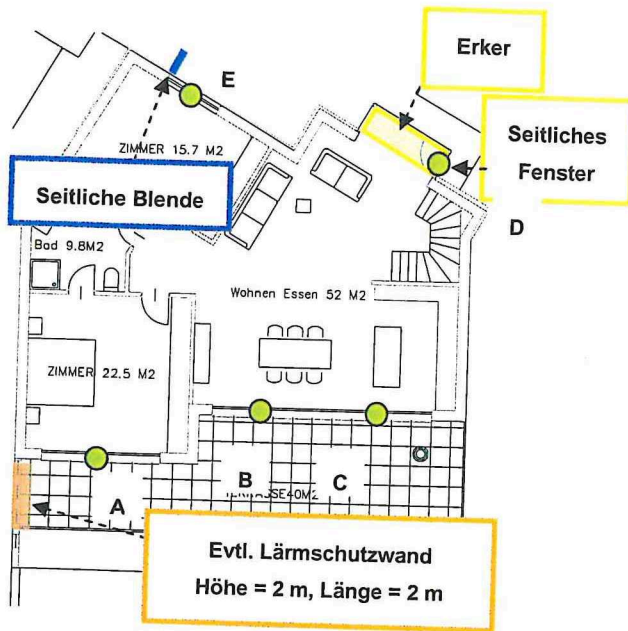 Erker
E
ZIMMER 15.7 M2
Seitliches
Fenster
Seitliche Blende
D
Bad 9.8M2
Wohnen Essen 52 M2
ZIMMER 22.5 M2
A
B
C
Evtl. Lärmschutzwand
Höhe = 2 m, Länge = 2 m